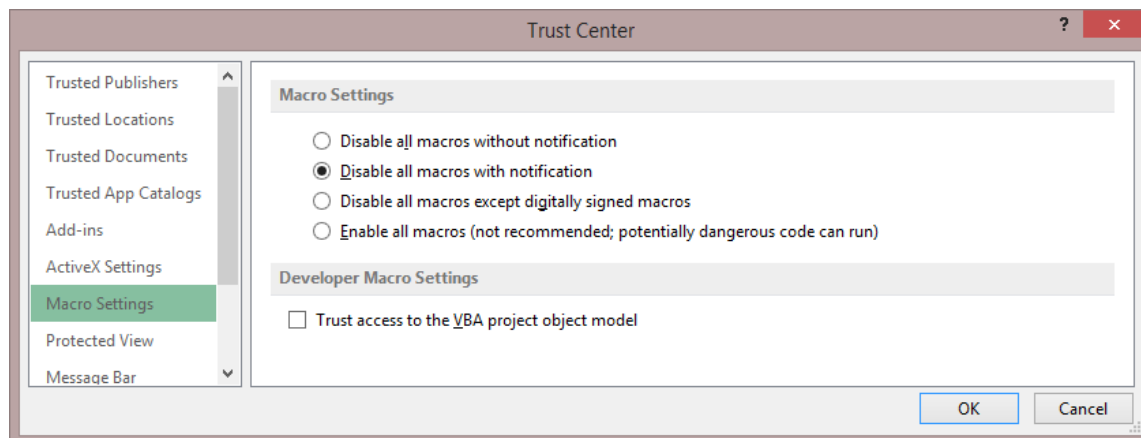 Trust Center
?
Trusted Publishers
Trusted Locations
Trusted Documents
Trusted App Catalogs
Add-ins
ActiveX Settings
Macro Settings
Protected View
Message Bar
Macro Settings
Disable all macros without notification
Disable all macros with notification
Disable all macros except digitally signed macros
Enable all macros (not recommended; potentially dangerous code can run)
Developer Macro Settings
Trust access to the VBA project object model
OK
Cancel